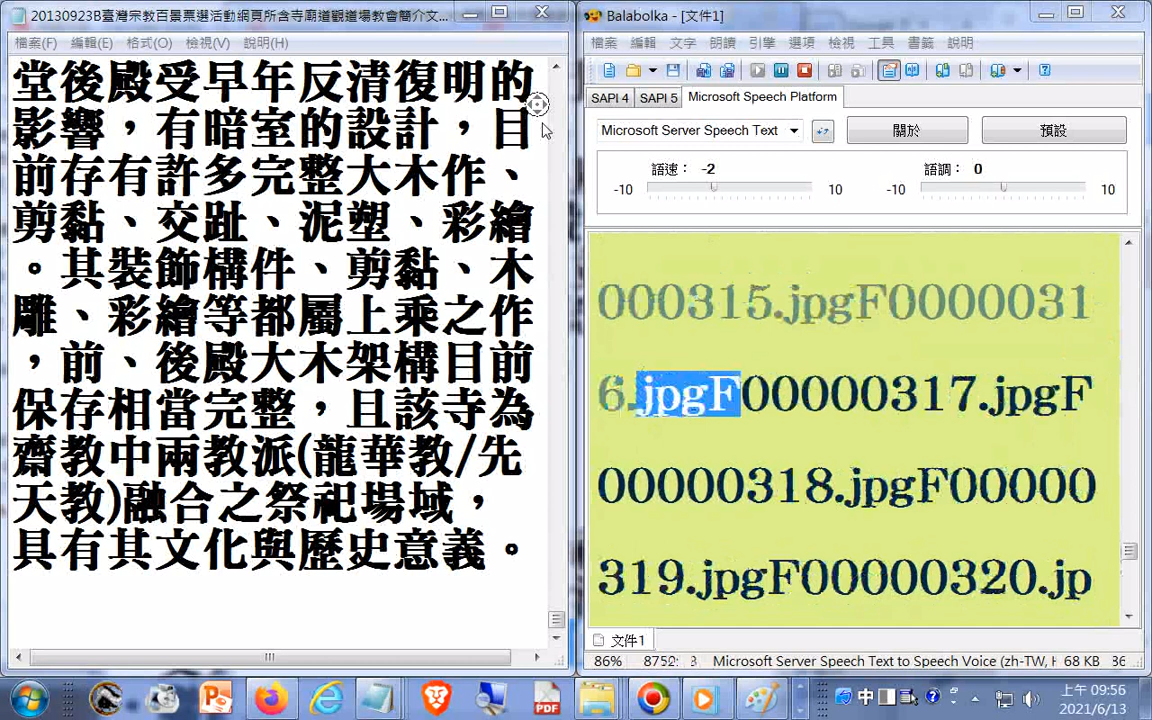 20130923B臺灣宗教百景票選活動網頁所含寺廟道觀道場教會簡介文...
檔案(F) 編輯(E) 格式(O) 檢視(V) 說明(H)
堂後殿受早年反清復明的
影響，有暗室的設計，目
前存有許多完整大木作、
剪黏、交趾、泥塑、彩繪
。其裝飾構件、剪黏、木
雕、彩繪等都屬上乘之作
，前、後殿大木架構目前
保存相當完整，且該寺為
齋教中兩教派(龍華教/先
天教)融合之祭祀場域，
具有其文化與歷史意義。
Balabolka - [文件1]
檔案 編輯 文字 朗讀 引擎 選項 檢視 工具 書籤 說明
SAPI 4 SAPI 5 Microsoft Speech Platform
Microsoft Server Speech Text 關於 預設
語速： -2 語調： 0
-10 10 -10 10
000315.jpgF0000031
6.jpgF00000317.jpgF
00000318.jpgF00000
319.jpgF00000320.jp
文件1
86% 8752: 3 Microsoft Server Speech Text to Speech Voice (zh-TW, H 68 KB 36
中 上午 09:56
2021/6/13